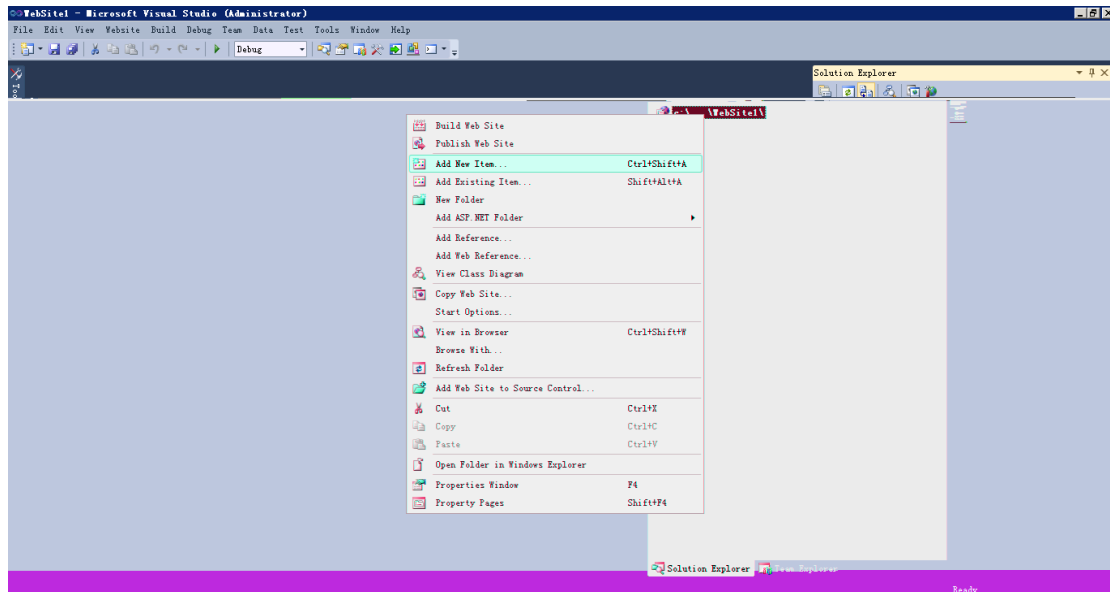 WebSite1 - Microsoft Visual Studio (Administrator)
File Edit View Website Build Debug Team Data Test Tools Window Help
Debug
Solution Explorer
\WebSite1\
Build Web Site
Publish Web Site
Add New Item... Ctrl+Shift+A
Add Existing Item... Shift+Alt+A
New Folder
Add ASP.NET Folder
Add Reference...
Add Web Reference...
View Class Diagram
Copy Web Site...
Start Options...
View in Browser Ctrl+Shift+W
Browse With...
Refresh Folder
Add Web Site to Source Control...
Cut Ctrl+X
Copy Ctrl+C
Paste Ctrl+V
Open Folder in Windows Explorer
Properties Window F4
Property Pages Shift+F4
Solution Explorer Team Explorer
Ready